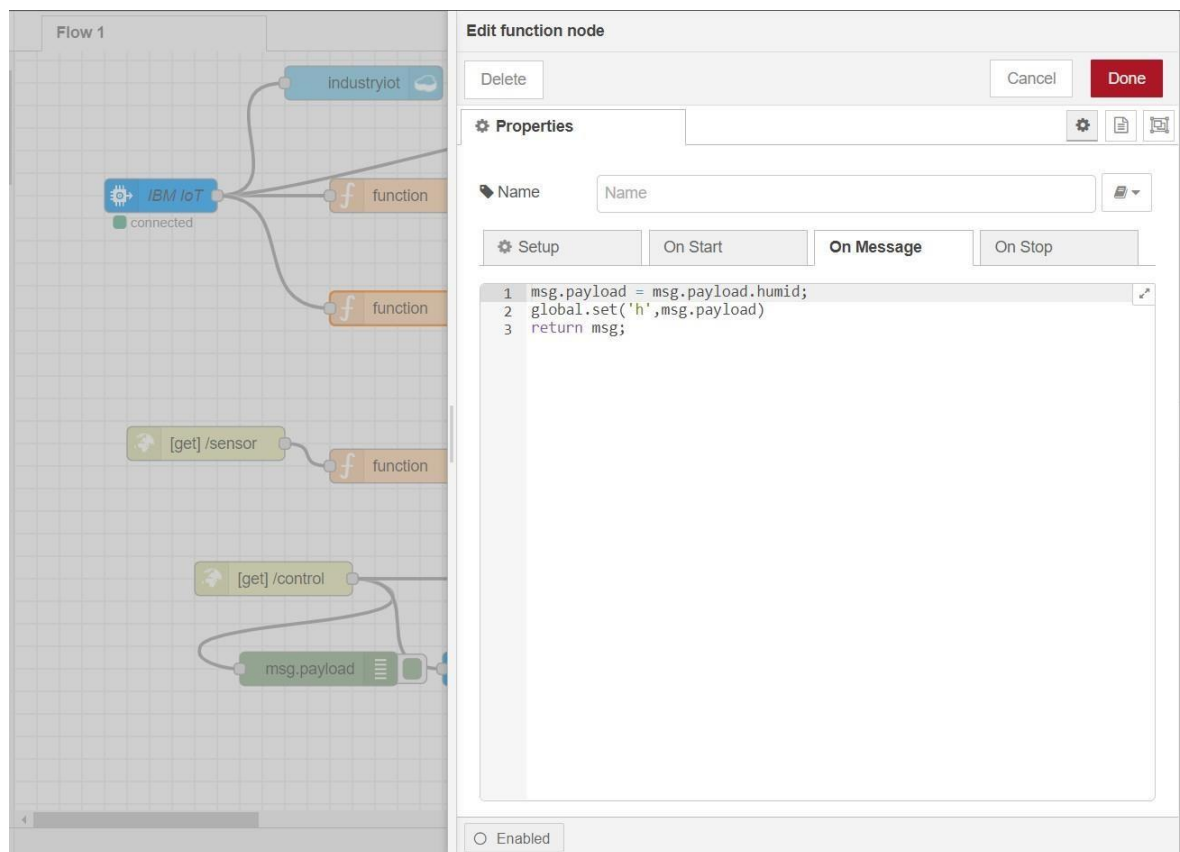 Flow 1
industryiot
IBM IoT
connected
function
function
[get] /sensor
function
[get] /control
msg.payload
Edit function node
Delete
Cancel
Done
Properties
Name
Name
Setup
On Start
On Message
On Stop
1 msg.payload = msg.payload.humid;
2 global.set('h',msg.payload)
3 return msg;
Enabled